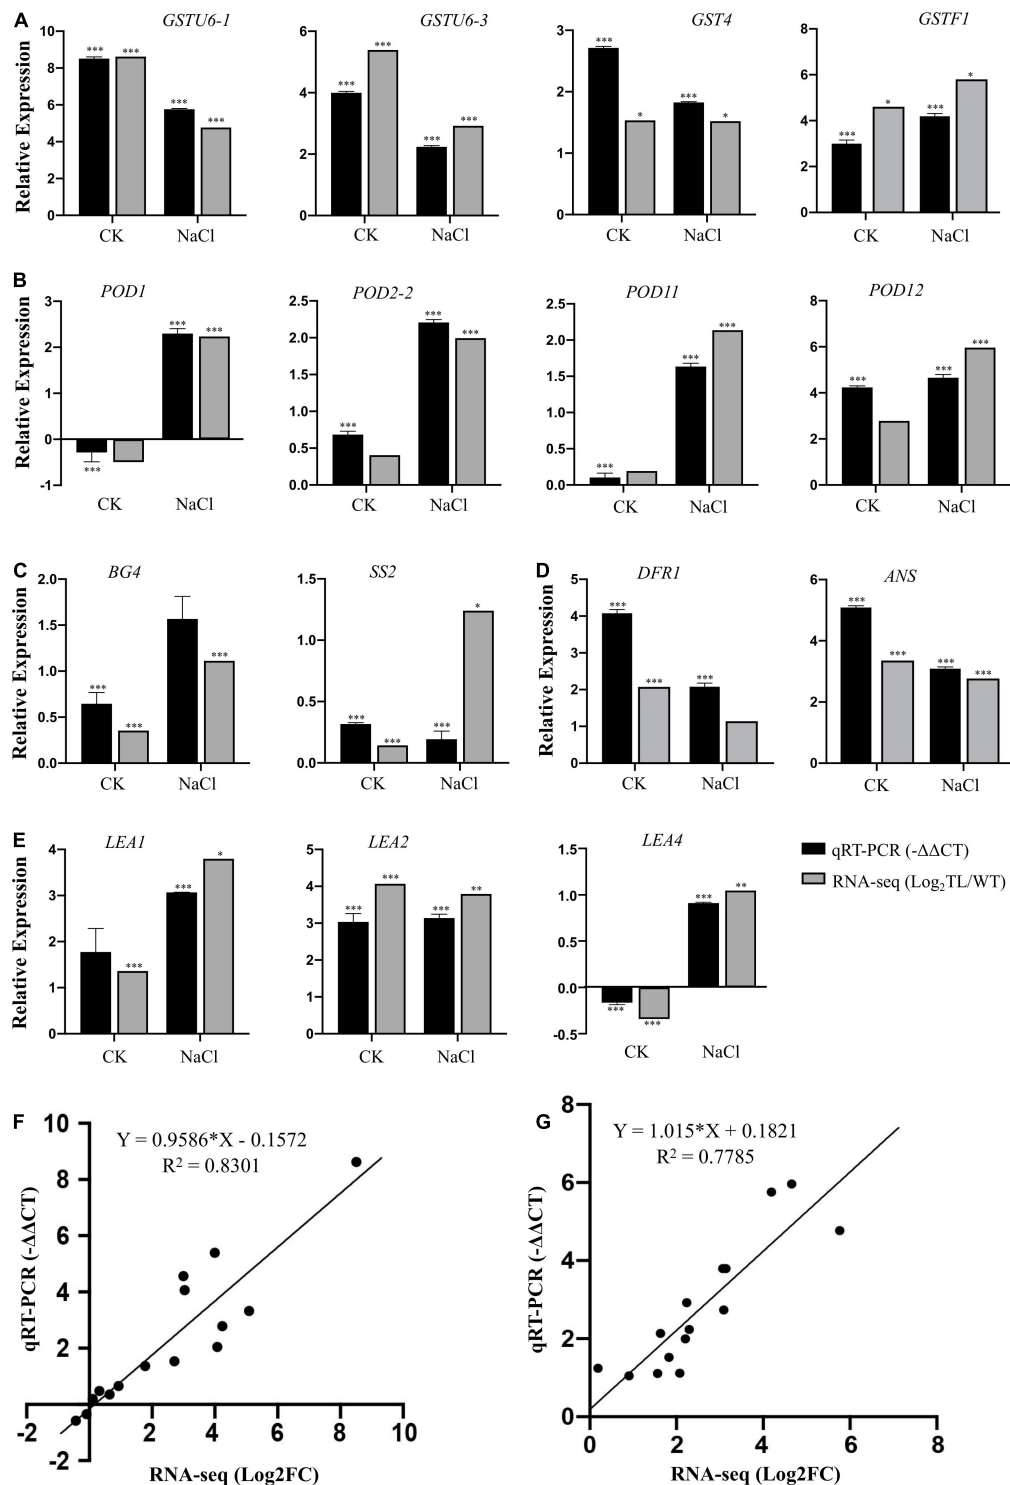 A
GSTU6-1
GSTU6-3
GST4
GSTF1
Relative Expression
10
8
6
4
2
0
*** *** *** ***
CK NaCl
6
4
2
0
*** *** *** ***
CK NaCl
3
2
1
0
*** * *** *
CK NaCl
8
6
4
2
0
*** * *** *
CK NaCl
B
POD1
POD2-2
POD11
POD12
Relative Expression
3
2
1
0
-1
*** *** ***
CK NaCl
2.5
2.0
1.5
1.0
0.5
0.0
*** *** ***
CK NaCl
2.5
2.0
1.5
1.0
0.5
0.0
*** *** ***
CK NaCl
8
6
4
2
0
*** *** ***
CK NaCl
C
BG4
SS2
Relative Expression
2.0
1.5
1.0
0.5
0.0
*** *** ***
CK NaCl
1.5
1.0
0.5
0.0
*** *** *** *
CK NaCl
D
DFR1
ANS
Relative Expression
5
4
3
2
1
0
*** *** ***
CK NaCl
6
4
2
0
*** *** *** ***
CK NaCl
E
LEA1
LEA2
LEA4
Relative Expression
4
3
2
1
0
*** *** *
CK NaCl
5
4
3
2
1
0
*** *** *** **
CK NaCl
1.5
1.0
0.5
0.0
-0.5
*** *** *** **
CK NaCl
qRT-PCR (-ΔΔCT)
RNA-seq (Log₂TL/WT)
F
Y = 0.9586*X - 0.1572
R² = 0.8301
qRT-PCR (-ΔΔCT)
10
8
6
4
2
-2
-2 2 4 6 8 10
RNA-seq (Log2FC)
G
Y = 1.015*X + 0.1821
R² = 0.7785
qRT-PCR (-ΔΔCT)
8
6
4
2
0
0 2 4 6 8
RNA-seq (Log2FC)